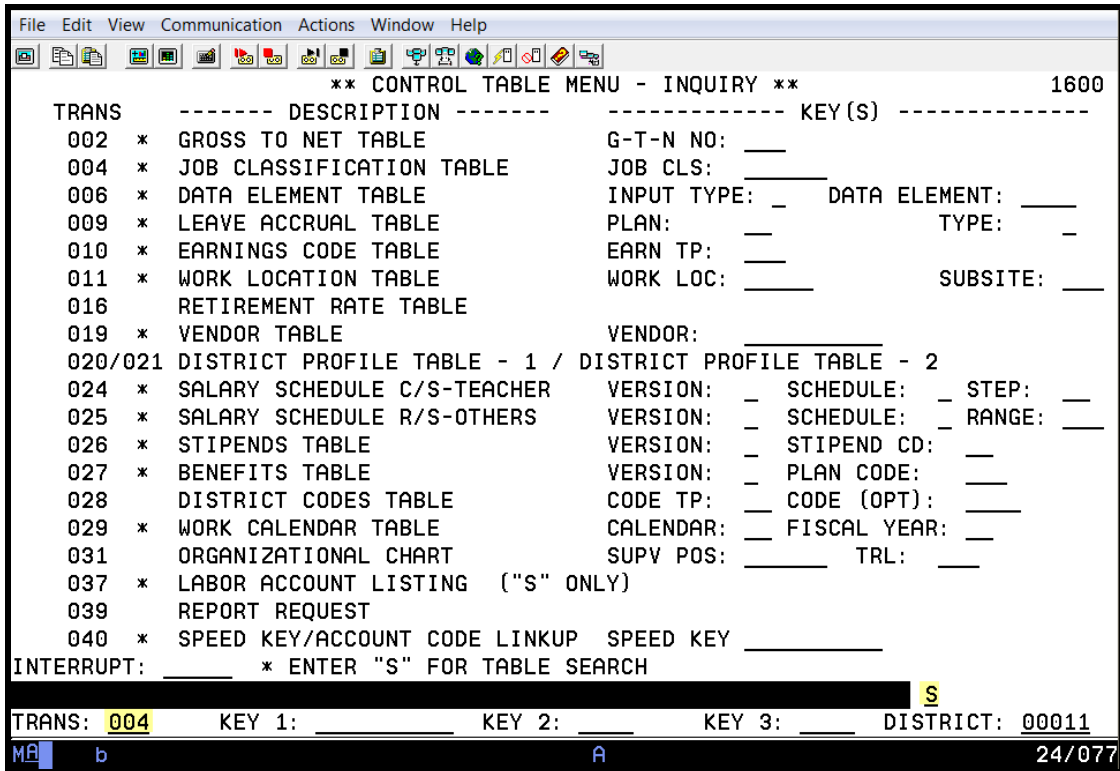 File Edit View Communication Actions Window Help
** CONTROL TABLE MENU - INQUIRY ** 1600
TRANS ------- DESCRIPTION ------- ------------- KEY(S) --------------
002 * GROSS TO NET TABLE G-T-N NO: ___
004 * JOB CLASSIFICATION TABLE JOB CLS: ______
006 * DATA ELEMENT TABLE INPUT TYPE: _ DATA ELEMENT: ____
009 * LEAVE ACCRUAL TABLE PLAN: __ TYPE: _
010 * EARNINGS CODE TABLE EARN TP: ___
011 * WORK LOCATION TABLE WORK LOC: _____ SUBSITE: ___
016 RETIREMENT RATE TABLE
019 * VENDOR TABLE VENDOR: __________
020/021 DISTRICT PROFILE TABLE - 1 / DISTRICT PROFILE TABLE - 2
024 * SALARY SCHEDULE C/S-TEACHER VERSION: _ SCHEDULE: _ STEP: __
025 * SALARY SCHEDULE R/S-OTHERS VERSION: _ SCHEDULE: _ RANGE: ___
026 * STIPENDS TABLE VERSION: _ STIPEND CD: __
027 * BENEFITS TABLE VERSION: _ PLAN CODE: ___
028 DISTRICT CODES TABLE CODE TP: __ CODE (OPT): ____
029 * WORK CALENDAR TABLE CALENDAR: __ FISCAL YEAR: __
031 ORGANIZATIONAL CHART SUPV POS: ______ TRL: ___
037 * LABOR ACCOUNT LISTING ("S" ONLY)
039 REPORT REQUEST
040 * SPEED KEY/ACCOUNT CODE LINKUP SPEED KEY __________
INTERRUPT: _____ * ENTER "S" FOR TABLE SEARCH
S
TRANS: 004 KEY 1: ____________ KEY 2: ____ KEY 3: ____ DISTRICT: 00011
MA b A 24/077